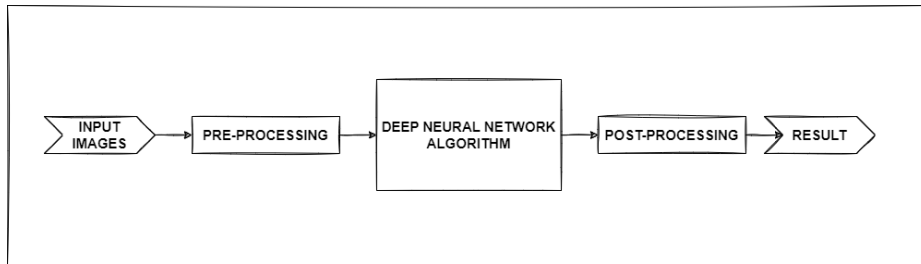 INPUT
IMAGES
PRE-PROCESSING
DEEP NEURAL NETWORK
ALGORITHM
POST-PROCESSING
RESULT